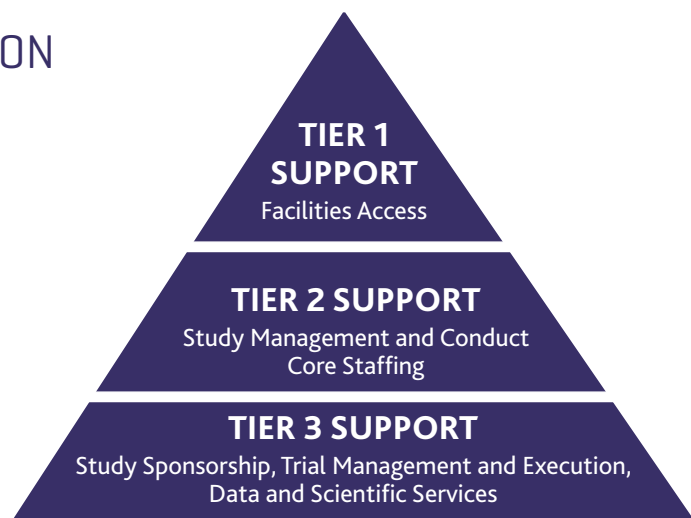 ON
TIER 1
SUPPORT
Facilities Access
TIER 2 SUPPORT
Study Management and Conduct
Core Staffing
TIER 3 SUPPORT
Study Sponsorship, Trial Management and Execution,
Data and Scientific Services